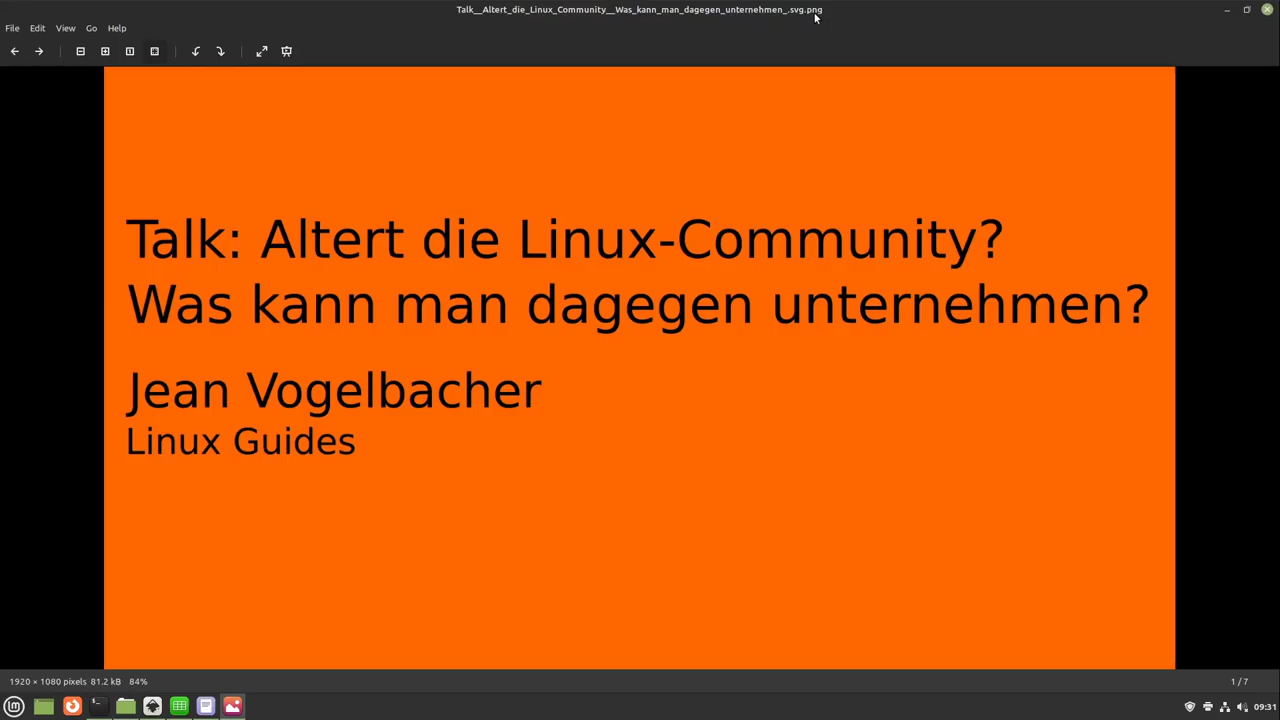 Talk__Altert_die_Linux_Community__Was_kann_man_dagegen_unternehmen_.svg.png
File Edit View Go Help
Talk: Altert die Linux-Community?
Was kann man dagegen unternehmen?
Jean Vogelbacher
Linux Guides
1920 × 1080 pixels 81.2 kB 84% 1 / 7
09:31